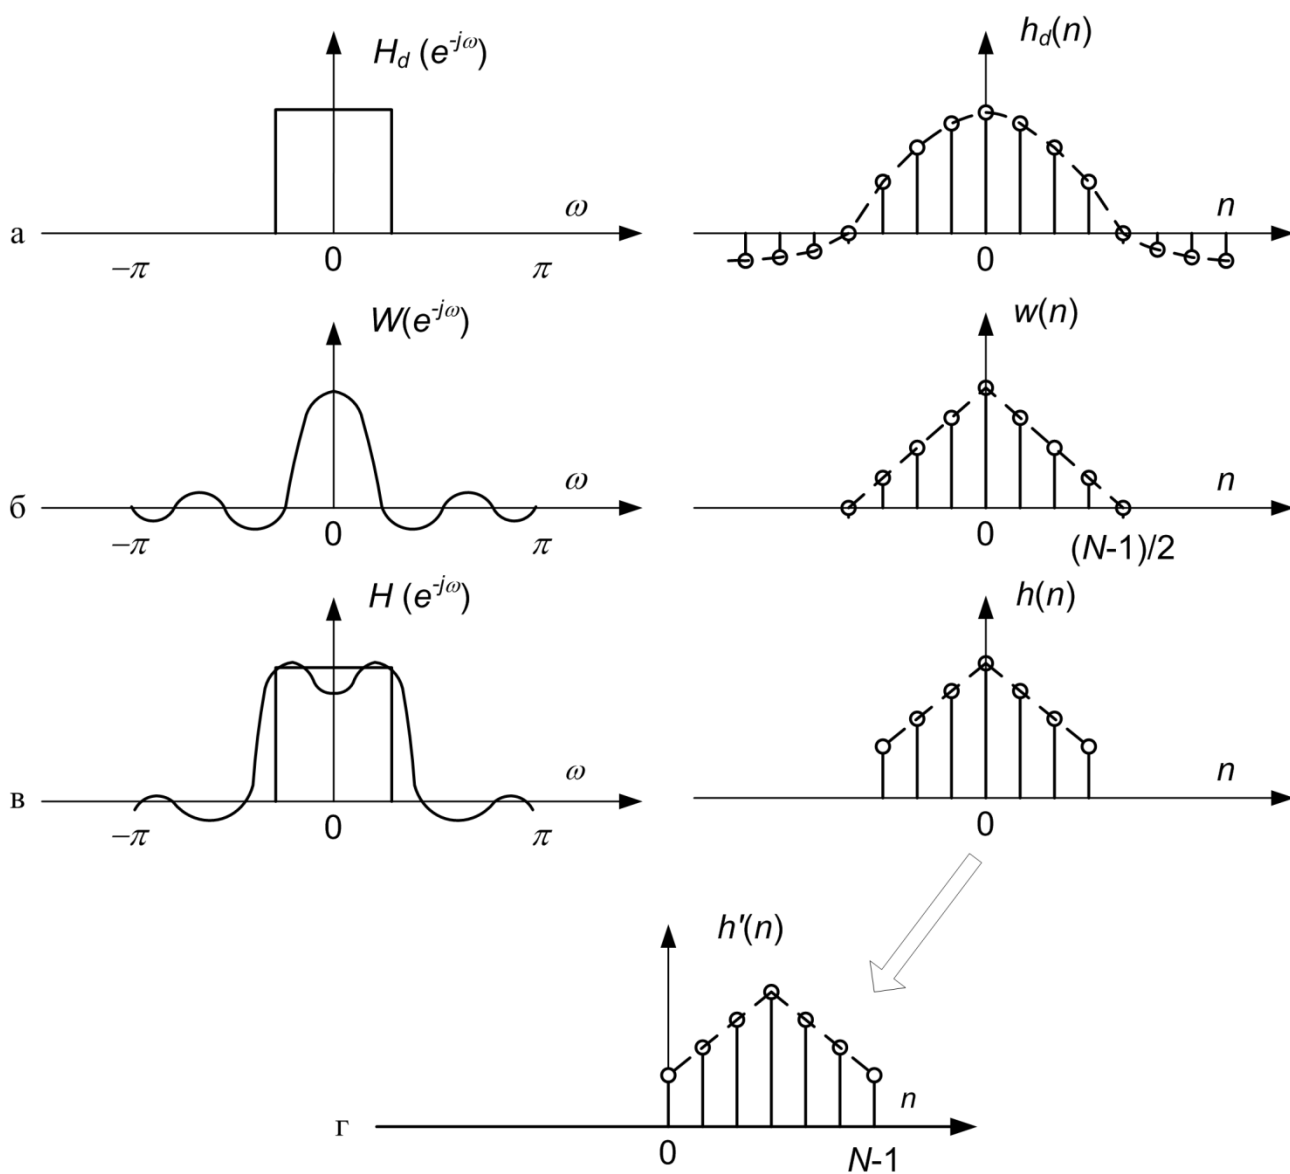 H_d (e^{-jω}) h_d(n)
ω n
а
−π 0 π 0
W(e^{-jω}) w(n)
ω n
б
−π 0 π 0 (N-1)/2
H (e^{-jω}) h(n)
ω n
в
−π 0 π 0
h'(n)
n
г
0 N-1